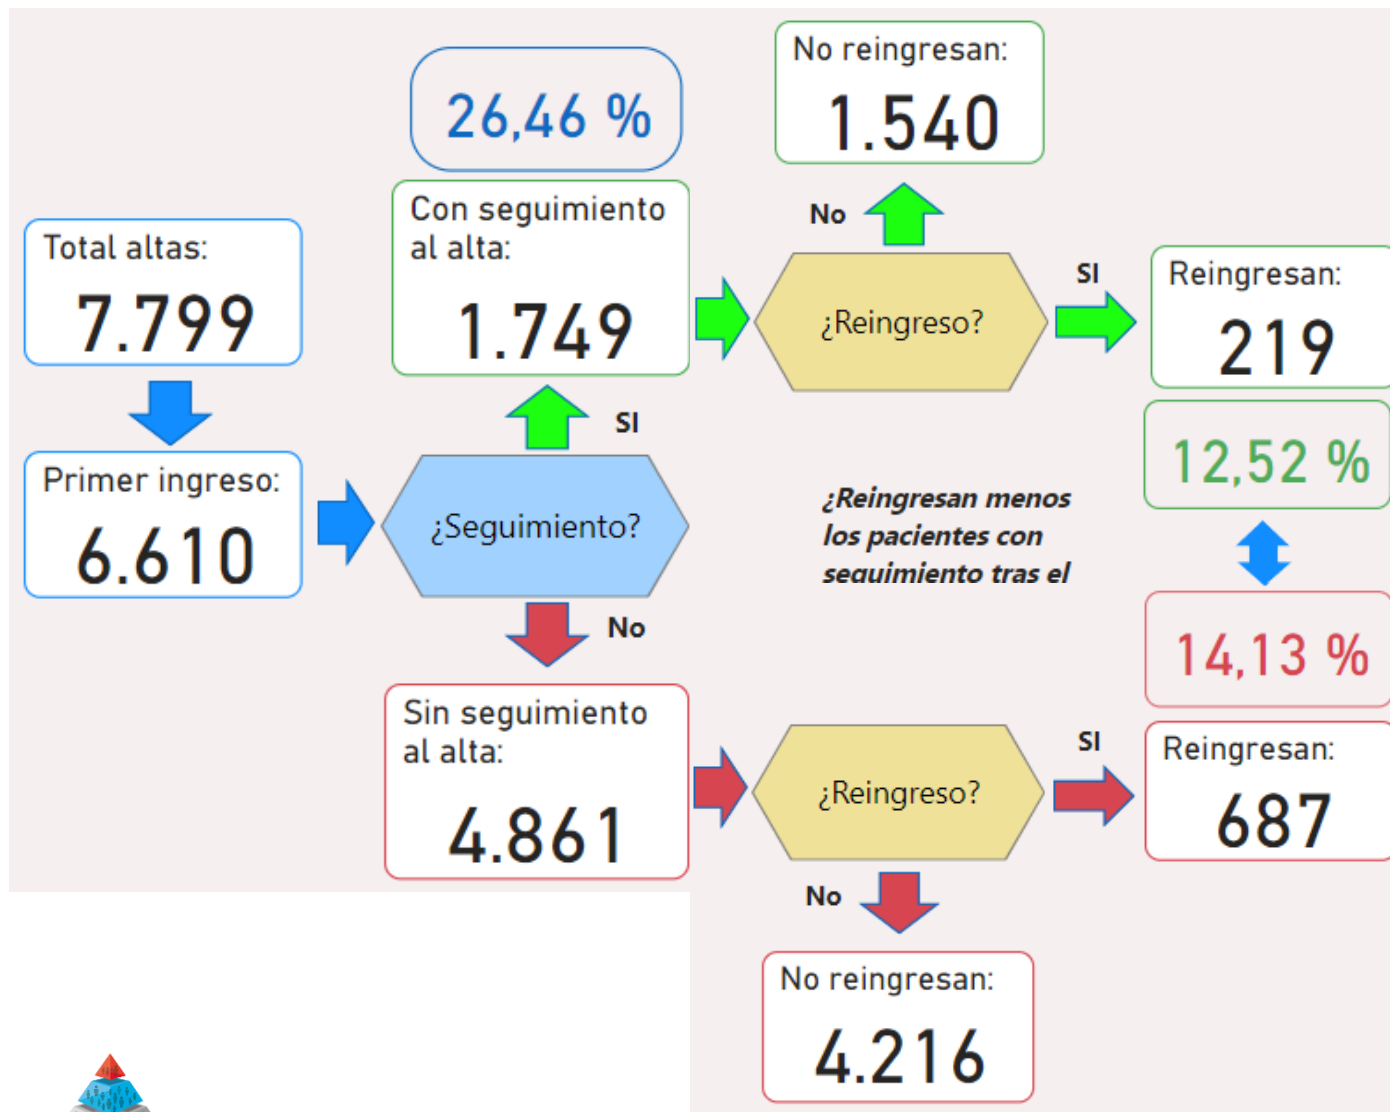 Total altas:
7.799
Primer ingreso:
6.610
¿Seguimiento?
SI
26,46 %
Con seguimiento
al alta:
1.749
¿Reingreso?
No
No reingresan:
1.540
SI
Reingresan:
219
12,52 %
¿Reingresan menos
los pacientes con
seguimiento tras el
14,13 %
No
Sin seguimiento
al alta:
4.861
¿Reingreso?
SI
Reingresan:
687
No
No reingresan:
4.216